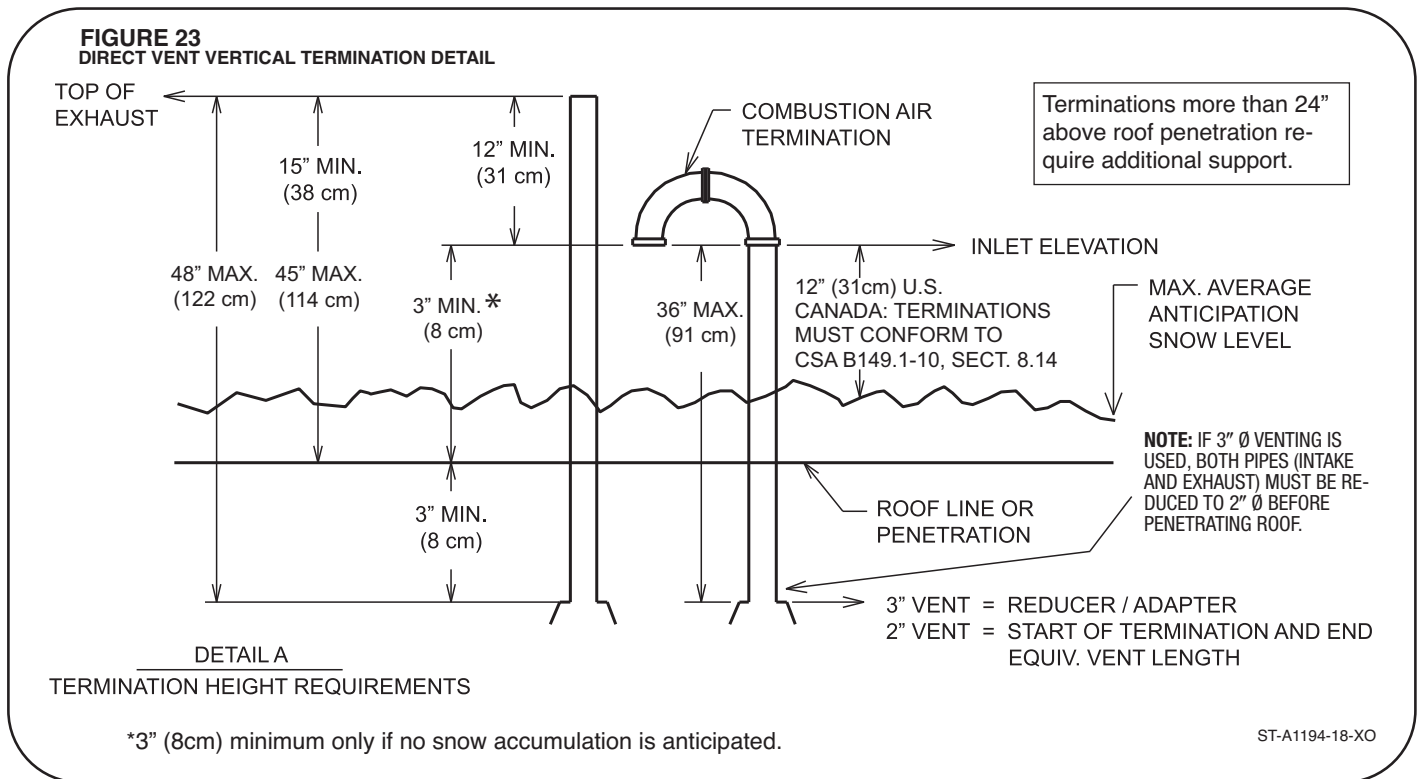 FIGURE 23
DIRECT VENT VERTICAL TERMINATION DETAIL
TOP OF
EXHAUST
15” MIN.
(38 cm)
12” MIN.
(31 cm)
COMBUSTION AIR
TERMINATION
Terminations more than 24”
above roof penetration re-
quire additional support.
INLET ELEVATION
48” MAX.
(122 cm)
45” MAX.
(114 cm)
3” MIN.*
(8 cm)
36” MAX.
(91 cm)
12” (31cm) U.S.
CANADA: TERMINATIONS
MUST CONFORM TO
CSA B149.1-10, SECT. 8.14
MAX. AVERAGE
ANTICIPATION
SNOW LEVEL
NOTE: IF 3” Ø VENTING IS
USED, BOTH PIPES (INTAKE
AND EXHAUST) MUST BE RE-
DUCED TO 2” Ø BEFORE
PENETRATING ROOF.
3” MIN.
(8 cm)
ROOF LINE OR
PENETRATION
3” VENT = REDUCER / ADAPTER
2” VENT = START OF TERMINATION AND END
EQUIV. VENT LENGTH
DETAIL A
TERMINATION HEIGHT REQUIREMENTS
*3” (8cm) minimum only if no snow accumulation is anticipated.
ST-A1194-18-XO